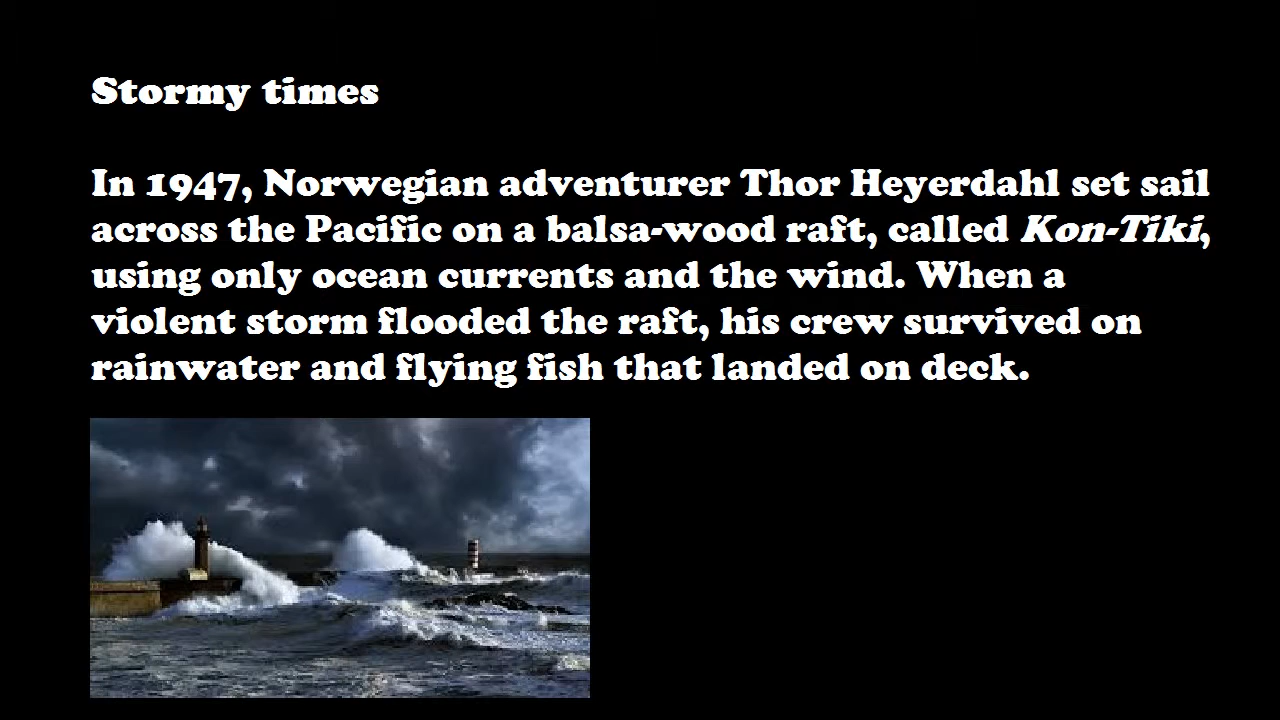 Stormy times
In 1947, Norwegian adventurer Thor Heyerdahl set sail
across the Pacific on a balsa-wood raft, called Kon-Tiki,
using only ocean currents and the wind. When a
violent storm flooded the raft, his crew survived on
rainwater and flying fish that landed on deck.